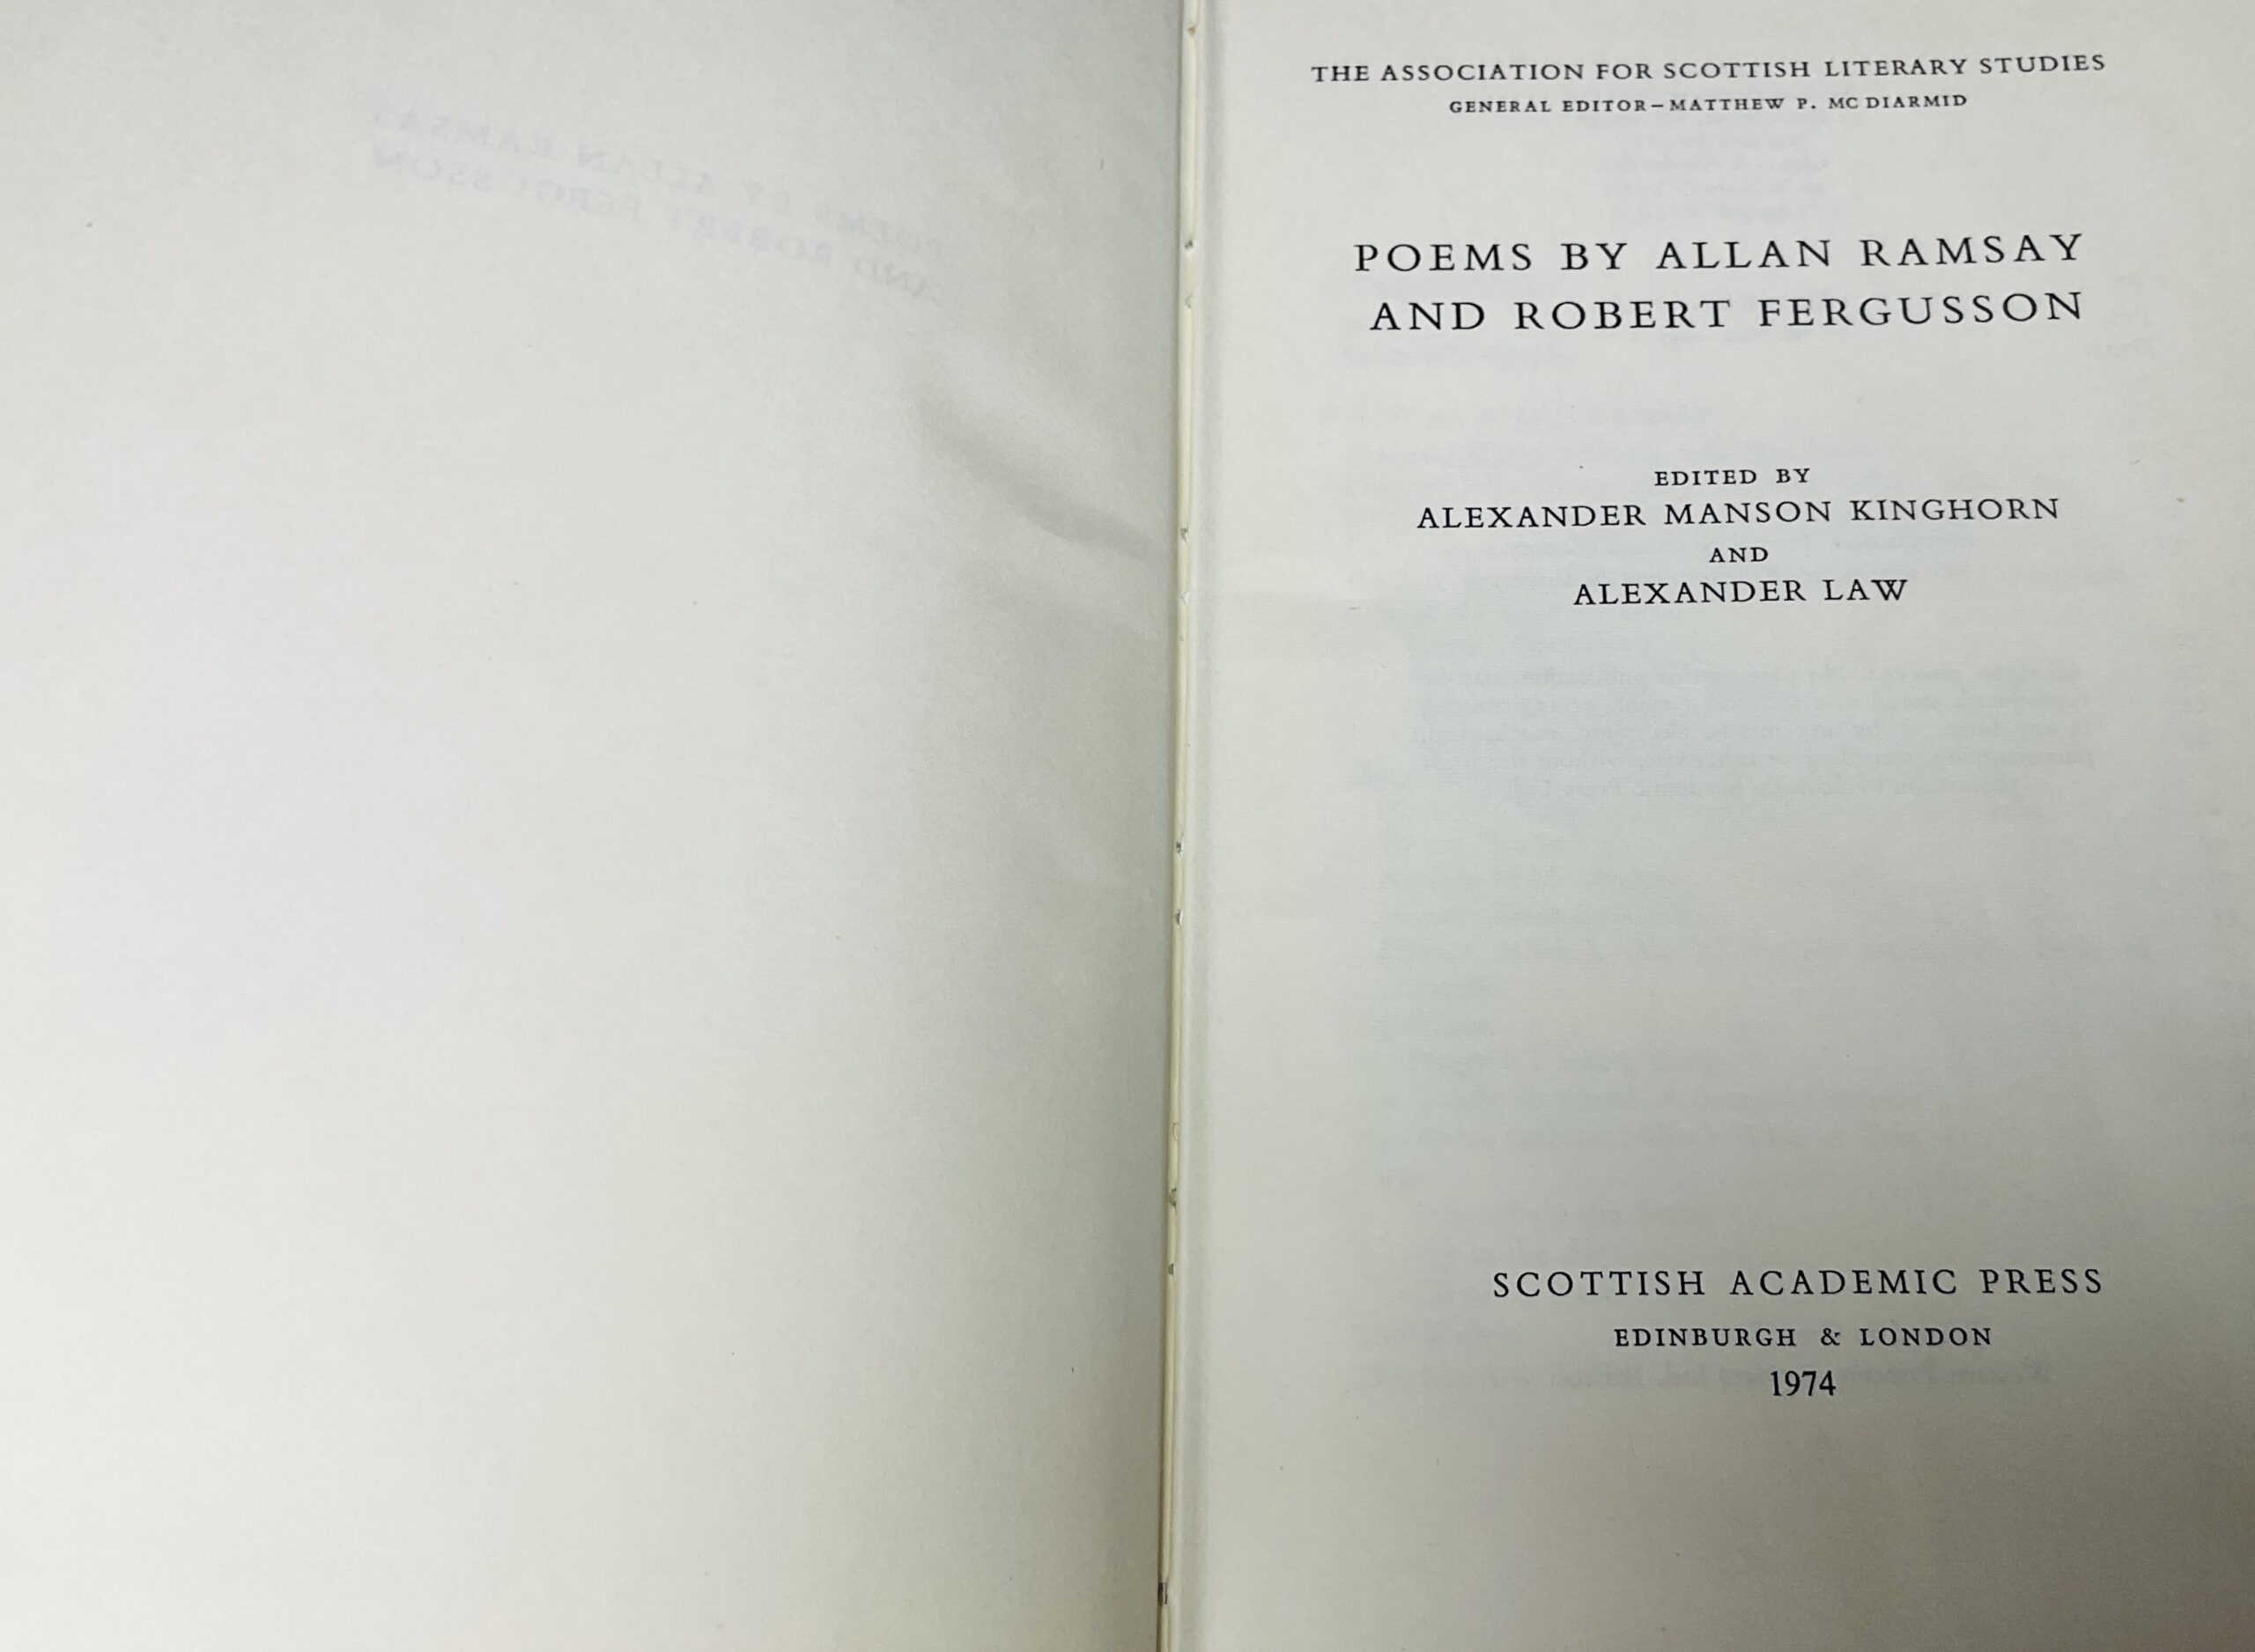 THE ASSOCIATION FOR SCOTTISH LITERARY STUDIES
GENERAL EDITOR–MATTHEW P. MC DIARMID
POEMS BY ALLAN RAMSAY
AND ROBERT FERGUSSON
EDITED BY
ALEXANDER MANSON KINGHORN
AND
ALEXANDER LAW
SCOTTISH ACADEMIC PRESS
EDINBURGH & LONDON
1974